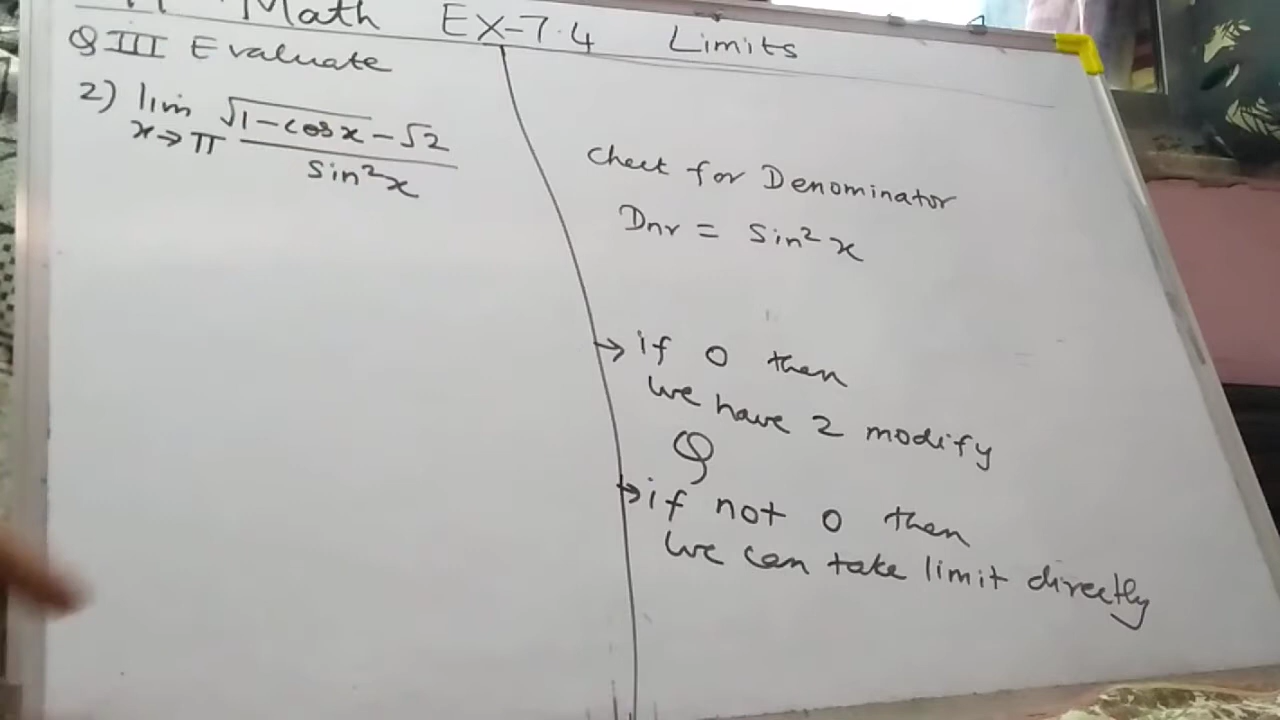 Math EX-7.4 Limits
Q III Evaluate
2) lim √1-cosx - √2
x→π sin²x
Check for Denominator
Dnr = sin²x
→ if 0 then
we have 2 modify
Q
→ if not 0 then
we can take limit directly